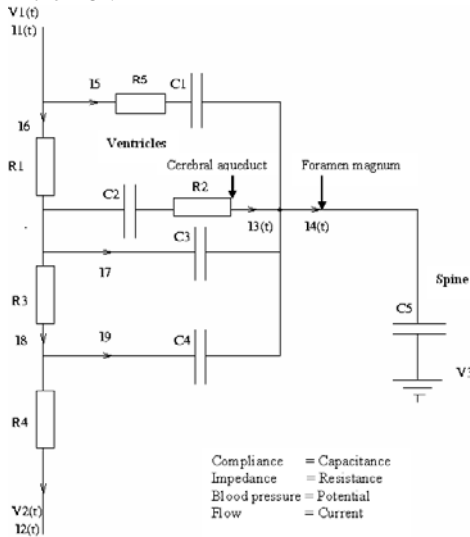 V1(t)
I1(t)
I5
R5
C1
I6
Ventricles
R1
Cerebral aqueduct
Foramen magnum
C2
R2
I3(t)
I4(t)
C3
I7
Spine
R3
C5
I8
I9
C4
V3
R4
Compliance = Capacitance
Impedance = Resistance
Blood pressure = Potential
Flow = Current
V2(t)
I2(t)